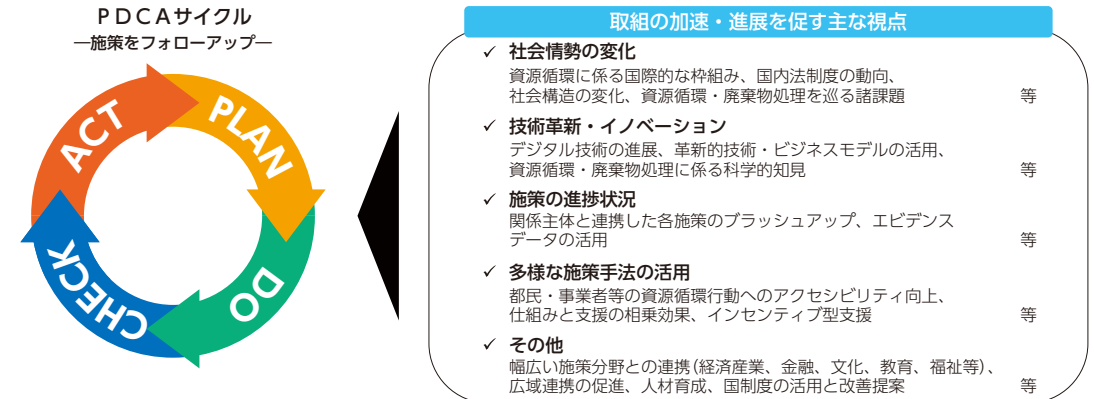 ＰＤＣＡサイクル
―施策をフォローアップ―
PLAN
DO
CHECK
ACT
取組の加速・進展を促す主な視点
✓ 社会情勢の変化
資源循環に係る国際的な枠組み、国内法制度の動向、
社会構造の変化、資源循環・廃棄物処理を巡る諸課題 等
✓ 技術革新・イノベーション
デジタル技術の進展、革新的技術・ビジネスモデルの活用、
資源循環・廃棄物処理に係る科学的知見 等
✓ 施策の進捗状況
関係主体と連携した各施策のブラッシュアップ、エビデンス
データの活用 等
✓ 多様な施策手法の活用
都民・事業者等の資源循環行動へのアクセシビリティ向上、
仕組みと支援の相乗効果、インセンティブ型支援 等
✓ その他
幅広い施策分野との連携（経済産業、金融、文化、教育、福祉等）、
広域連携の促進、人材育成、国制度の活用と改善提案 等